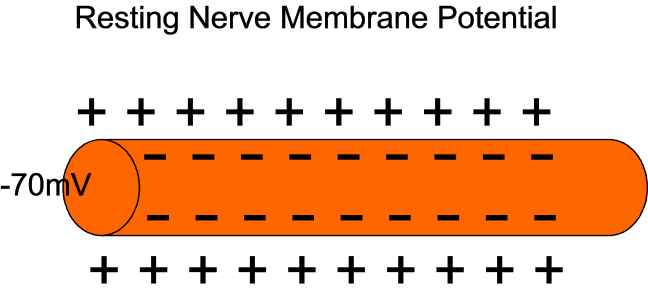 Resting Nerve Membrane Potential
+ + + + + + + + + +
- - - - - - - - -
-70mV
- - - - - - - - -
+ + + + + + + + + +